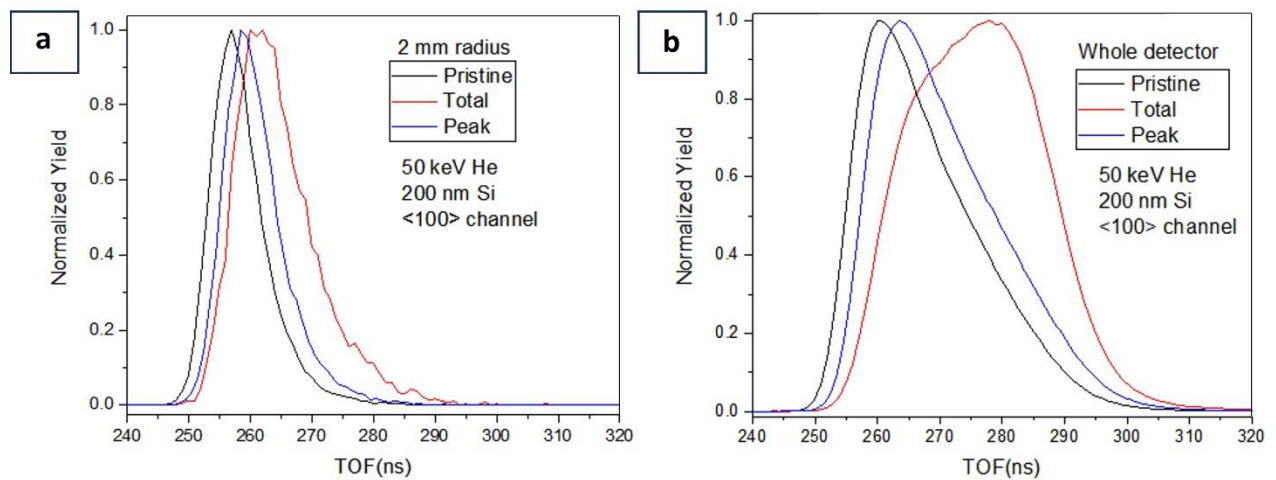 a
2 mm radius
Pristine
Total
Peak
50 keV He
200 nm Si
<100> channel
Normalized Yield
1.0
0.8
0.6
0.4
0.2
0.0
240 250 260 270 280 290 300 310 320
TOF(ns)
b
Whole detector
Pristine
Total
Peak
50 keV He
200 nm Si
<100> channel
Normalized Yield
1.0
0.8
0.6
0.4
0.2
0.0
240 250 260 270 280 290 300 310 320
TOF(ns)